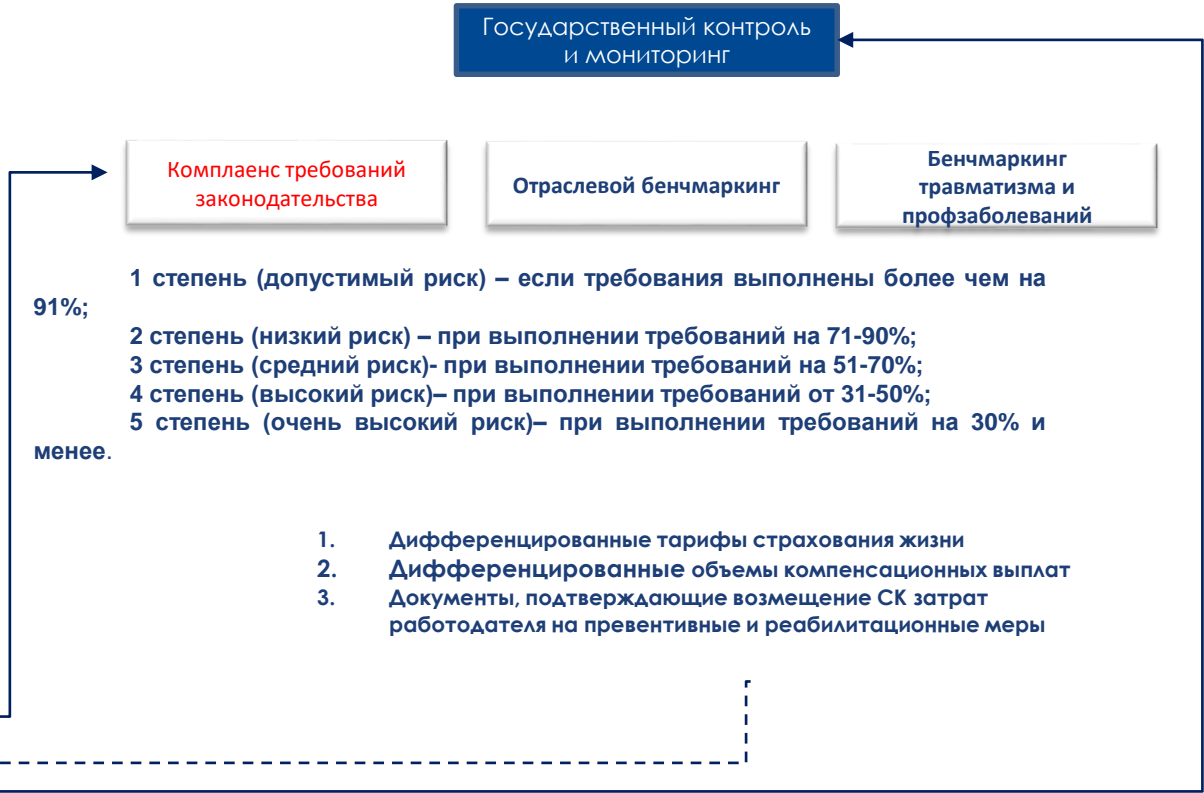 Государственный контроль
и мониторинг
Комплаенс требований
законодательства
Отраслевой бенчмаркинг
Бенчмаркинг
травматизма и
профзаболеваний
1 степень (допустимый риск) – если требования выполнены более чем на
91%;
2 степень (низкий риск) – при выполнении требований на 71-90%;
3 степень (средний риск)- при выполнении требований на 51-70%;
4 степень (высокий риск)– при выполнении требований от 31-50%;
5 степень (очень высокий риск)– при выполнении требований на 30% и
менее.
1. Дифференцированные тарифы страхования жизни
2. Дифференцированные объемы компенсационных выплат
3. Документы, подтверждающие возмещение СК затрат
работодателя на превентивные и реабилитационные меры